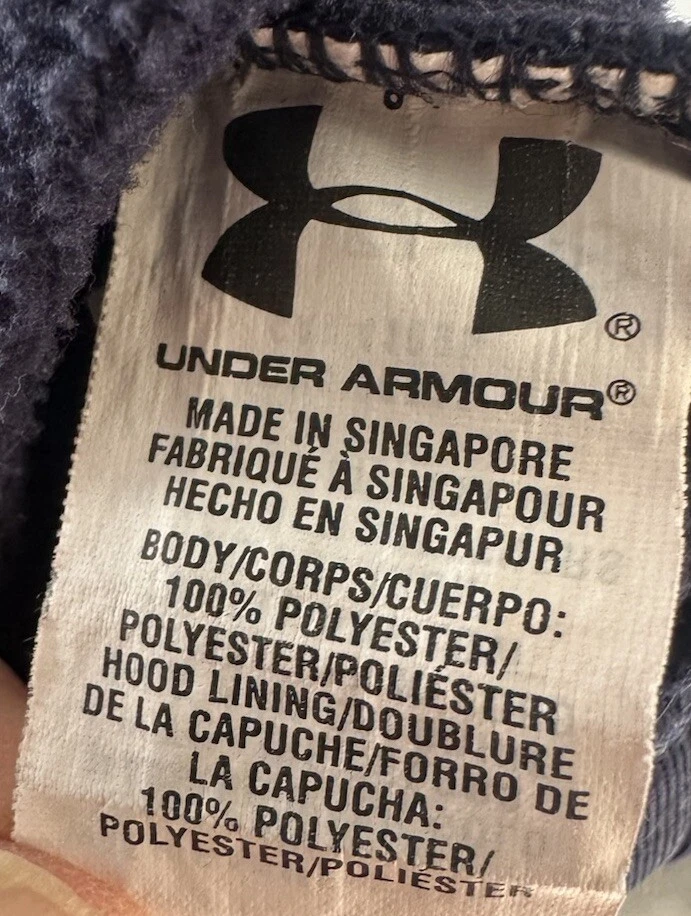 ®
UNDER ARMOUR®
MADE IN SINGAPORE
FABRIQUÉ À SINGAPOUR
HECHO EN SINGAPUR
BODY/CORPS/CUERPO:
100% POLYESTER/
POLYESTER/POLIÉSTER
HOOD LINING/DOUBLURE
DE LA CAPUCHE/FORRO DE
LA CAPUCHA:
100% POLYESTER/
POLYESTER/POLIÉSTER